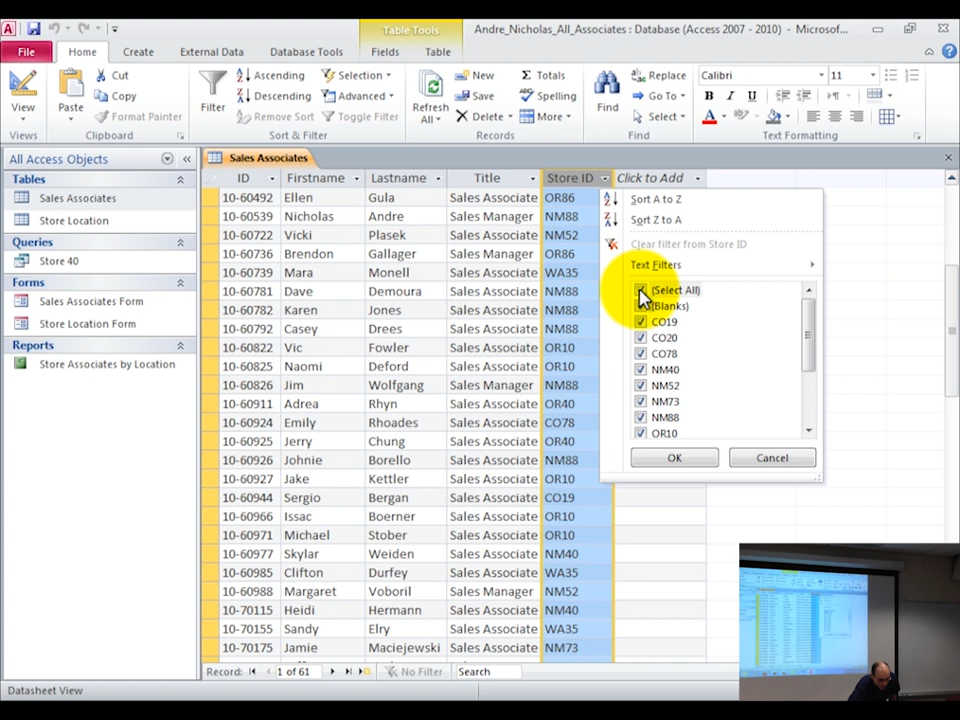 Table Tools
Andre_Nicholas_All_Associates : Database (Access 2007 - 2010) - Microsof...
File Home Create External Data Database Tools Fields Table
View
Paste
Cut
Copy
Format Painter
Filter
Ascending
Descending
Remove Sort
Selection
Advanced
Toggle Filter
Refresh All
New
Save
Delete
Totals
Spelling
More
Find
Replace
Go To
Select
Calibri 11
B I U
Views Clipboard Sort & Filter Records Find Text Formatting
All Access Objects
Tables
Sales Associates
Store Location
Queries
Store 40
Forms
Sales Associates Form
Store Location Form
Reports
Store Associates by Location
Sales Associates
ID Firstname Lastname Title Store ID Click to Add
10-60492 Ellen Gula Sales Associate OR86
10-60539 Nicholas Andre Sales Manager NM88
10-60722 Vicki Plasek Sales Associate NM52
10-60736 Brendon Gallager Sales Manager OR86
10-60739 Mara Monell Sales Associate WA35
10-60781 Dave Demoura Sales Associate NM88
10-60782 Karen Jones Sales Associate NM88
10-60792 Casey Drees Sales Associate NM88
10-60822 Vic Fowler Sales Associate OR10
10-60825 Naomi Deford Sales Associate OR10
10-60826 Jim Wolfgang Sales Manager NM88
10-60911 Adrea Rhyn Sales Associate OR40
10-60924 Emily Rhoades Sales Associate CO78
10-60925 Jerry Chung Sales Associate OR40
10-60926 Johnie Borello Sales Associate NM88
10-60927 Jake Kettler Sales Associate OR10
10-60944 Sergio Bergan Sales Associate CO19
10-60966 Issac Boerner Sales Associate OR10
10-60971 Michael Stober Sales Associate OR10
10-60977 Skylar Weiden Sales Associate NM40
10-60985 Clifton Durfey Sales Associate WA35
10-60988 Margaret Voboril Sales Manager NM52
10-70115 Heidi Hermann Sales Associate NM40
10-70155 Sandy Elry Sales Associate WA35
10-70175 Jamie Maciejewski Sales Associate NM73
Sort A to Z
Sort Z to A
Clear filter from Store ID
Text Filters
(Select All)
(Blanks)
CO19
CO20
CO78
NM40
NM52
NM73
NM88
OR10
OK Cancel
Record: 1 of 61 No Filter Search
Datasheet View